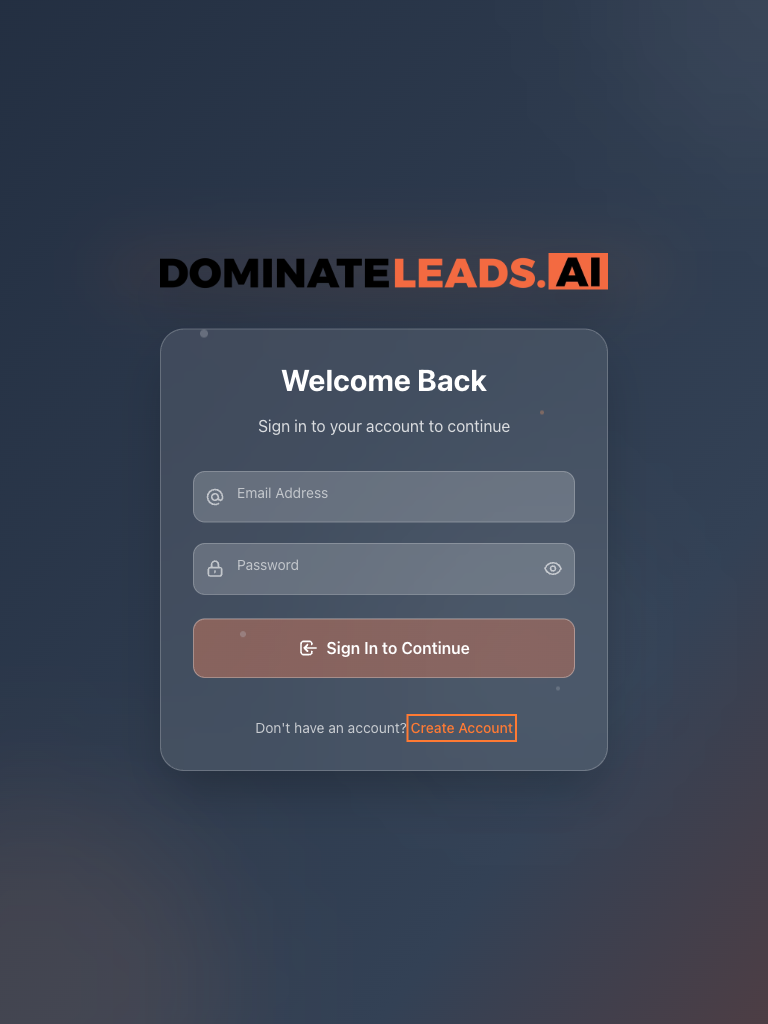 DOMINATELEADS.AI
Welcome Back
Sign in to your account to continue
Email Address
Password
Sign In to Continue
Don't have an account? Create Account